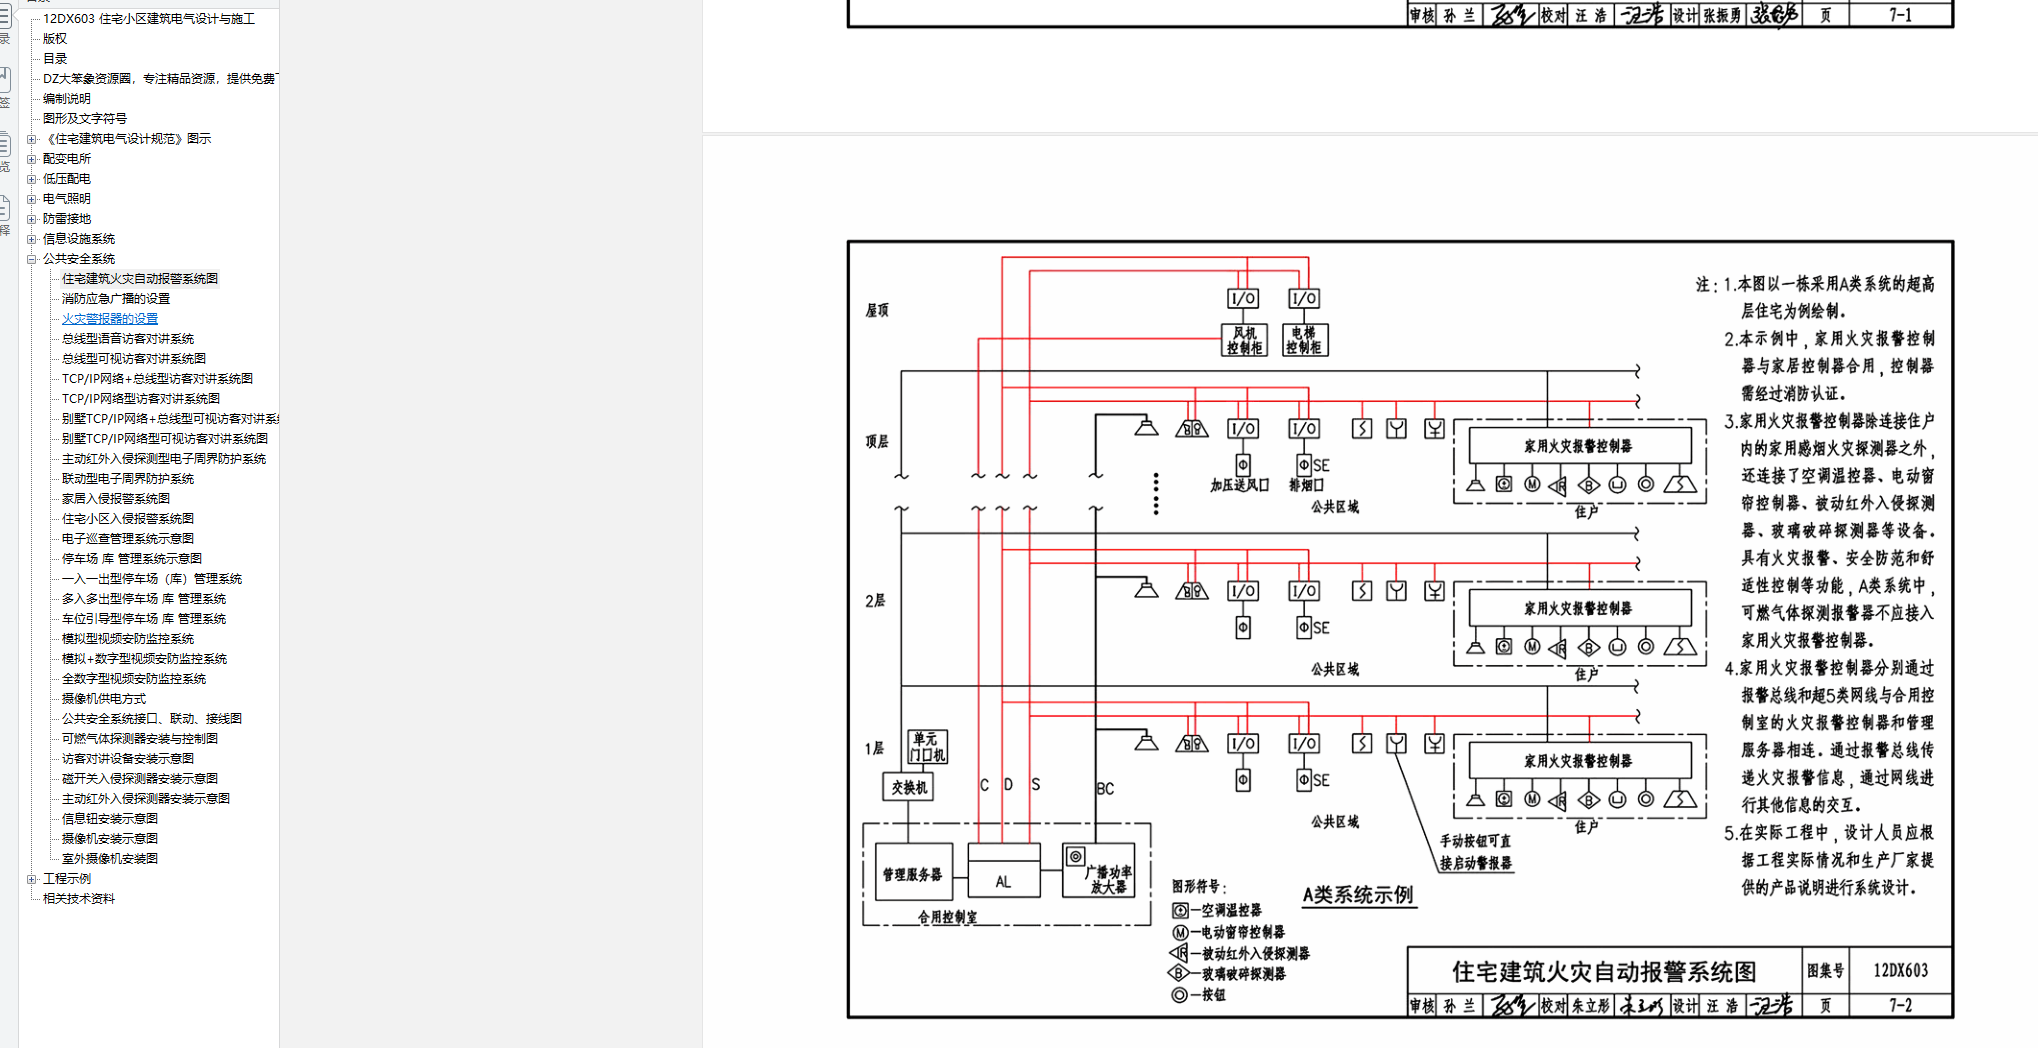 12DX603 住宅小区建筑电气设计与施工
版权
目录
DZ大笨象资源圈，专注精品资源，提供免费
编制说明
图形及文字符号
《住宅建筑电气设计规范》图示
配变电所
低压配电
电气照明
防雷接地
信息设施系统
公共安全系统
住宅建筑火灾自动报警系统图
消防应急广播的设置
火灾警报器的设置
总线型语音访客对讲系统
总线型可视访客对讲系统图
TCP/IP网络+总线型访客对讲系统图
TCP/IP网络型访客对讲系统图
别墅TCP/IP网络+总线型可视访客对讲系
别墅TCP/IP网络型可视访客对讲系统图
主动红外入侵探测型电子周界防护系统
联动型电子周界防护系统
家居入侵报警系统图
住宅小区入侵报警系统图
电子巡查管理系统示意图
停车场 库 管理系统示意图
一入一出型停车场（库）管理系统
多入多出型停车场 库 管理系统
车位引导型停车场 库 管理系统
模拟型视频安防监控系统
模拟+数字型视频安防监控系统
全数字型视频安防监控系统
摄像机供电方式
公共安全系统接口、联动、接线图
可燃气体探测器安装与控制图
访客对讲设备安装示意图
磁开关入侵探测器安装示意图
主动红外入侵探测器安装示意图
信息钮安装示意图
摄像机安装示意图
室外摄像机安装图
工程示例
相关技术资料
审核 孙 兰 校对 汪 浩 汪浩 设计 张振勇 页 7-1
屋顶
I/O I/O
风机
控制柜
电梯
控制柜
顶层
I/O I/O
SE
加压送风口 排烟口
公共区域
家用火灾报警控制器
M IR B
住户
2层
I/O I/O
SE
公共区域
家用火灾报警控制器
M IR B
住户
1层
单元
门口机
交换机
C D S BC
I/O I/O
SE
公共区域
家用火灾报警控制器
M IR B
住户
手动按钮可直
接启动警报器
管理服务器
AL
广播功率
放大器
合用控制室
图形符号：
—空调温控器
M—电动窗帘控制器
IR—被动红外入侵探测器
B—玻璃破碎探测器
—按钮
A类系统示例
注：1.本图以一栋采用A类系统的超高
层住宅为例绘制。
2.本示例中，家用火灾报警控制
器与家居控制器合用，控制器
需经过消防认证。
3.家用火灾报警控制器除连接住户
内的家用感烟火灾探测器之外，
还连接了空调温控器、电动窗
帘控制器、被动红外入侵探测
器、玻璃破碎探测器等设备。
具有火灾报警、安全防范和舒
适性控制等功能，A类系统中，
可燃气体探测报警器不应接入
家用火灾报警控制器。
4.家用火灾报警控制器分别通过
报警总线和超5类网线与合用控
制室的火灾报警控制器和管理
服务器相连。通过报警总线传
递火灾报警信息，通过网线进
行其他信息的交互。
5.在实际工程中，设计人员应根
据工程实际情况和生产厂家提
供的产品说明进行系统设计。
住宅建筑火灾自动报警系统图 图集号 12DX603
审核 孙 兰 校对 朱立彤 朱立彤 设计 汪 浩 汪浩 页 7-2